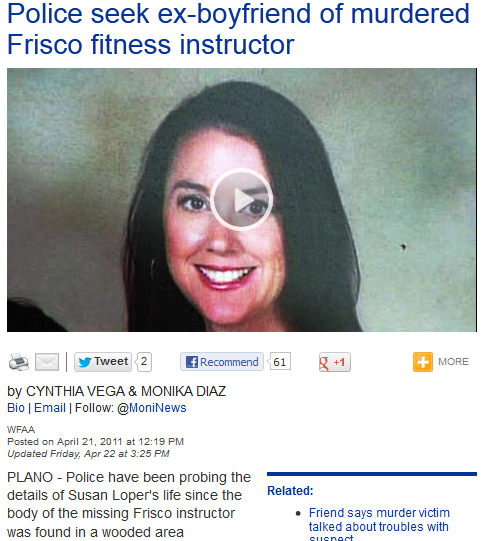 Police seek ex-boyfriend of murdered
Frisco fitness instructor
Tweet 2
Recommend 61
g +1
MORE
by CYNTHIA VEGA & MONIKA DIAZ
Bio | Email | Follow: @MoniNews
WFAA
Posted on April 21, 2011 at 12:19 PM
Updated Friday, Apr 22 at 3:25 PM
PLANO - Police have been probing the
details of Susan Loper's life since the
body of the missing Frisco instructor
was found in a wooded area
Related:
Friend says murder victim
talked about troubles with
suspect